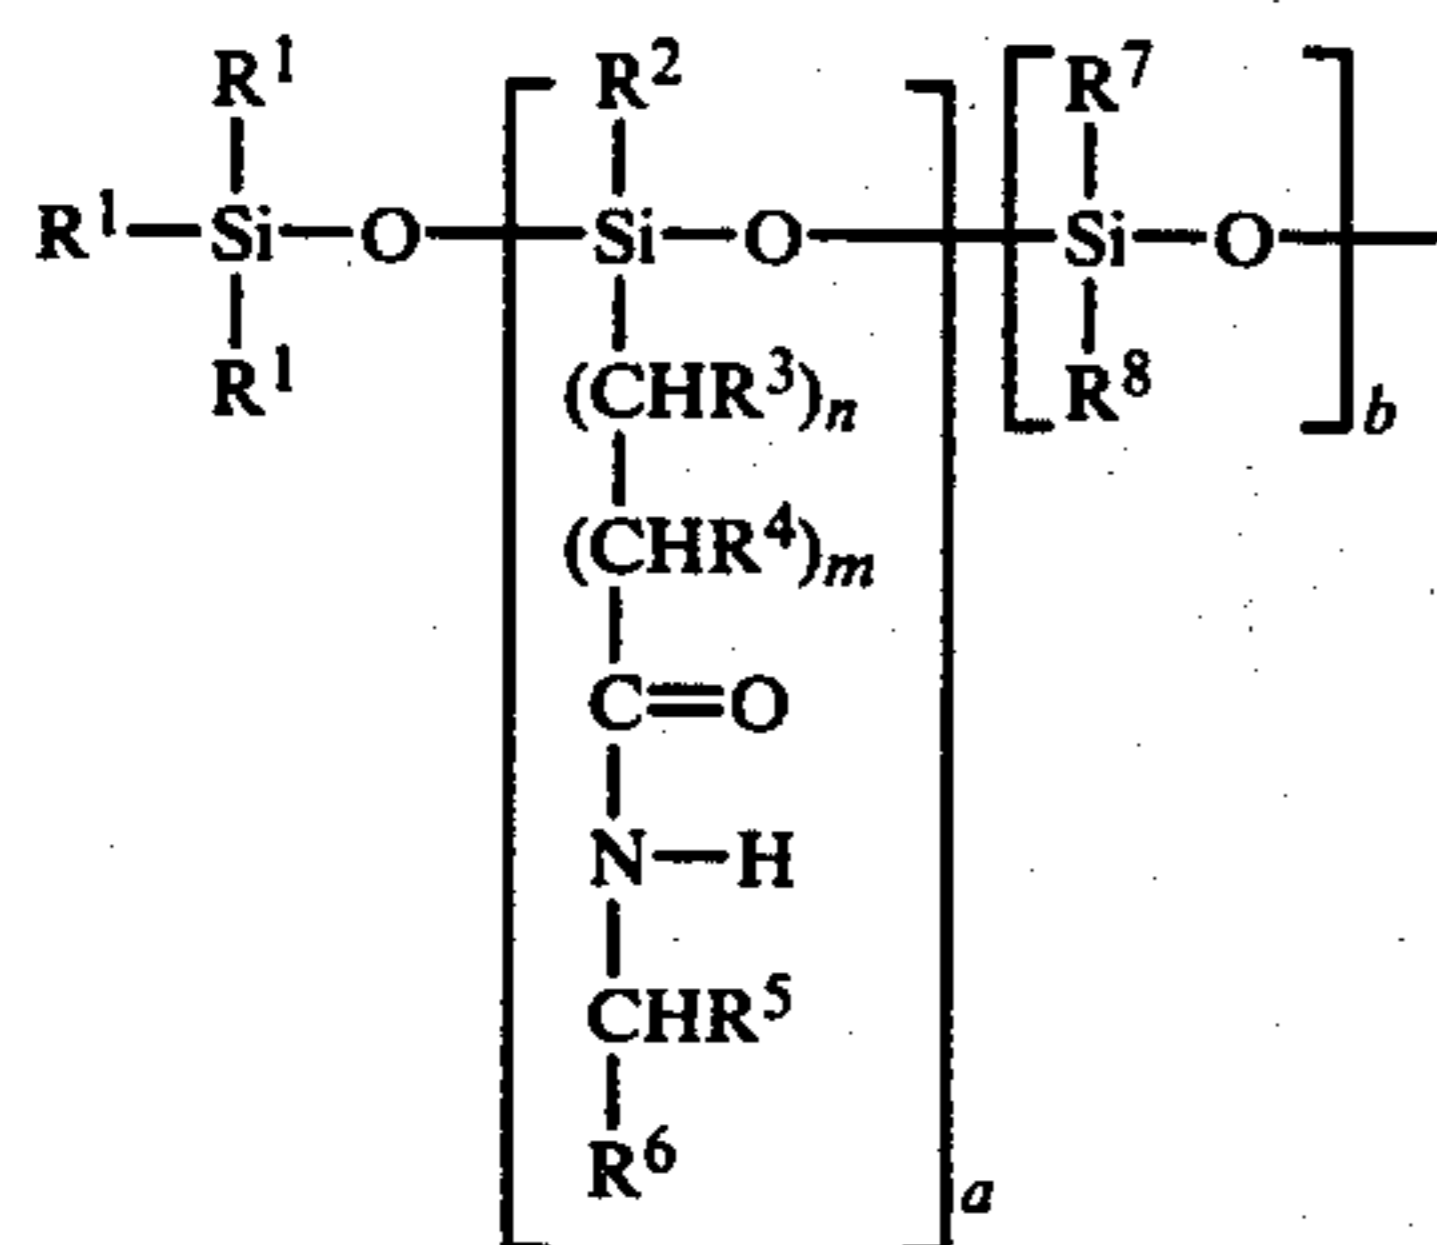 R¹ R² R⁷
R¹—Si—O—Si—O—Si—O—
R¹ (CHR³)n R⁸ b
(CHR⁴)m
C=O
N—H
CHR⁵
R⁶
a